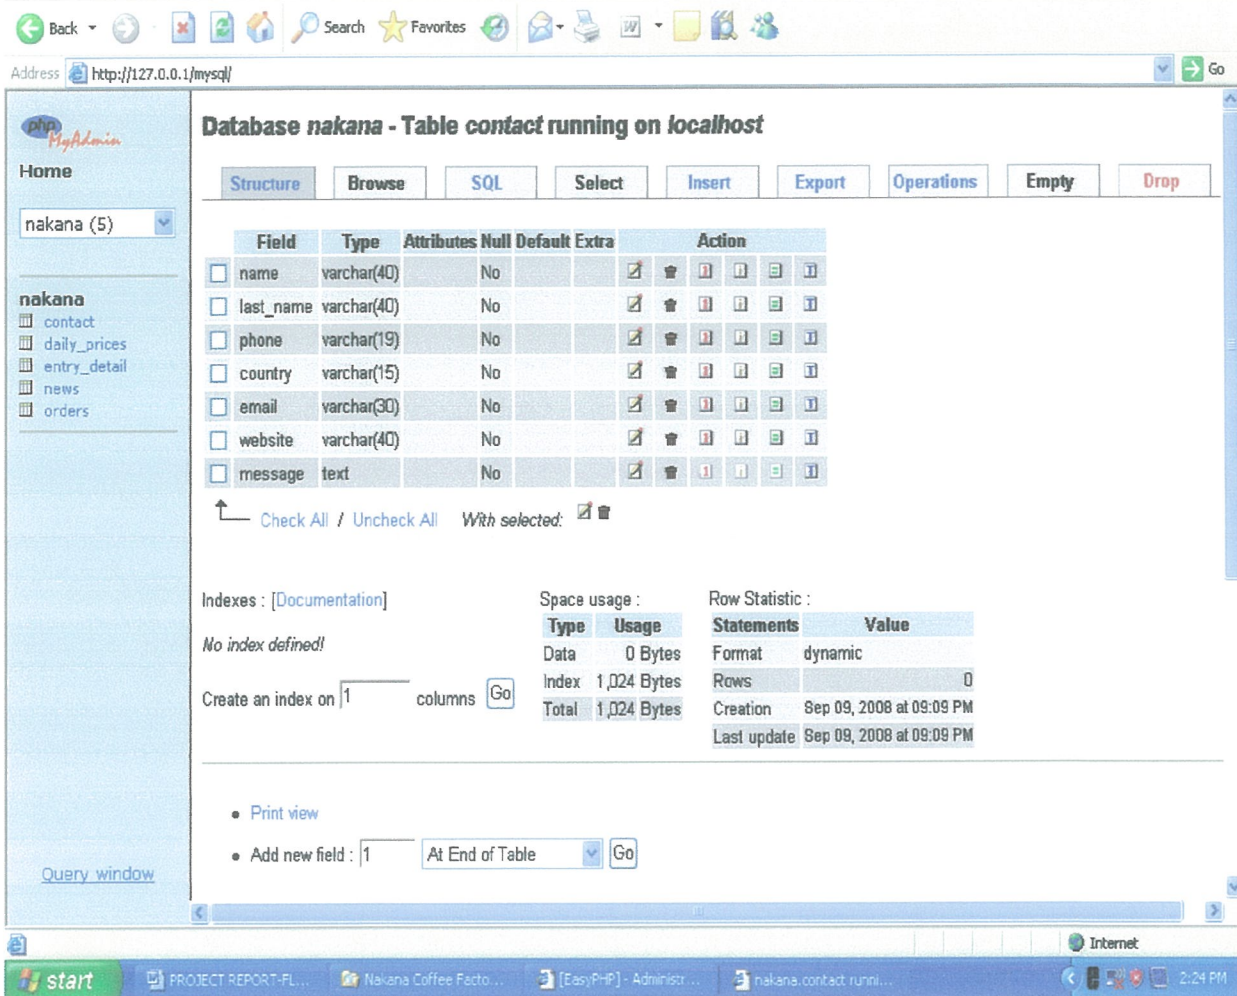 Back Search Favorites
Address http://127.0.0.1/mysql/ Go
php
MyAdmin
Home
nakana (5)
nakana
contact
daily_prices
entry_detail
news
orders
Query window
Database nakana - Table contact running on localhost
Structure Browse SQL Select Insert Export Operations Empty Drop
Field Type Attributes Null Default Extra Action
name varchar(40) No
last_name varchar(40) No
phone varchar(19) No
country varchar(15) No
email varchar(30) No
website varchar(40) No
message text No
Check All / Uncheck All With selected:
Indexes : [Documentation]
No index defined!
Create an index on 1 columns Go
Space usage :
Type Usage
Data 0 Bytes
Index 1,024 Bytes
Total 1,024 Bytes
Row Statistic :
Statements Value
Format dynamic
Rows 0
Creation Sep 09, 2008 at 09:09 PM
Last update Sep 09, 2008 at 09:09 PM
Print view
Add new field : 1 At End of Table Go
Internet
start PROJECT REPORT-FL... Nakana Coffee Facto... [EasyPHP] - Administr... nakana.contact runni... 2:24 PM